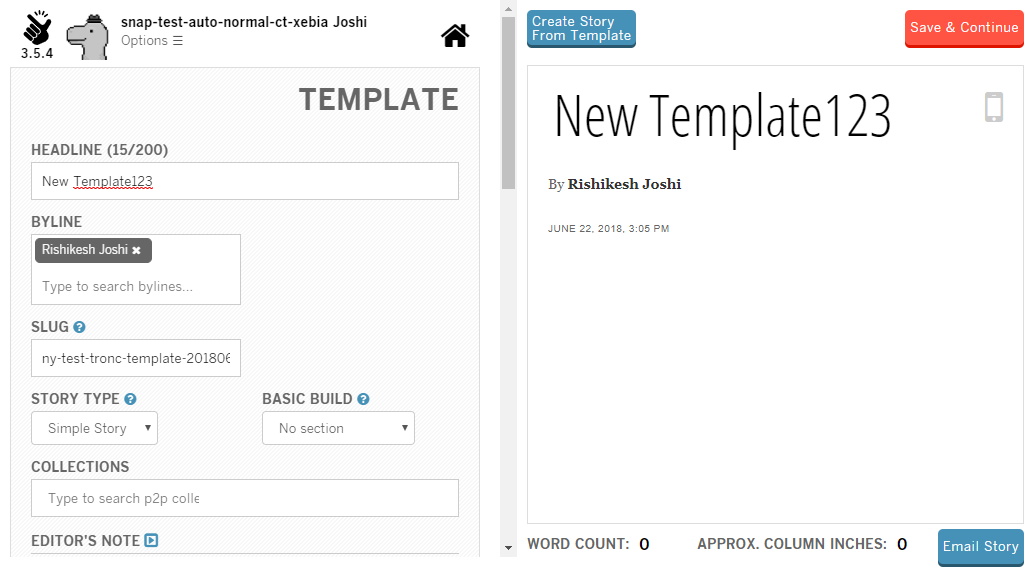 3.5.4
snap-test-auto-normal-ct-xebia Joshi
Options ☰
TEMPLATE
HEADLINE (15/200)
New Template123
BYLINE
Rishikesh Joshi ✖
Type to search bylines...
SLUG ?
ny-test-tronc-template-201806
STORY TYPE ?
BASIC BUILD ?
Simple Story
No section
COLLECTIONS
Type to search p2p colle
EDITOR'S NOTE
Create Story
From Template
Save & Continue
New Template123
By Rishikesh Joshi
JUNE 22, 2018, 3:05 PM
WORD COUNT: 0
APPROX. COLUMN INCHES: 0
Email Story